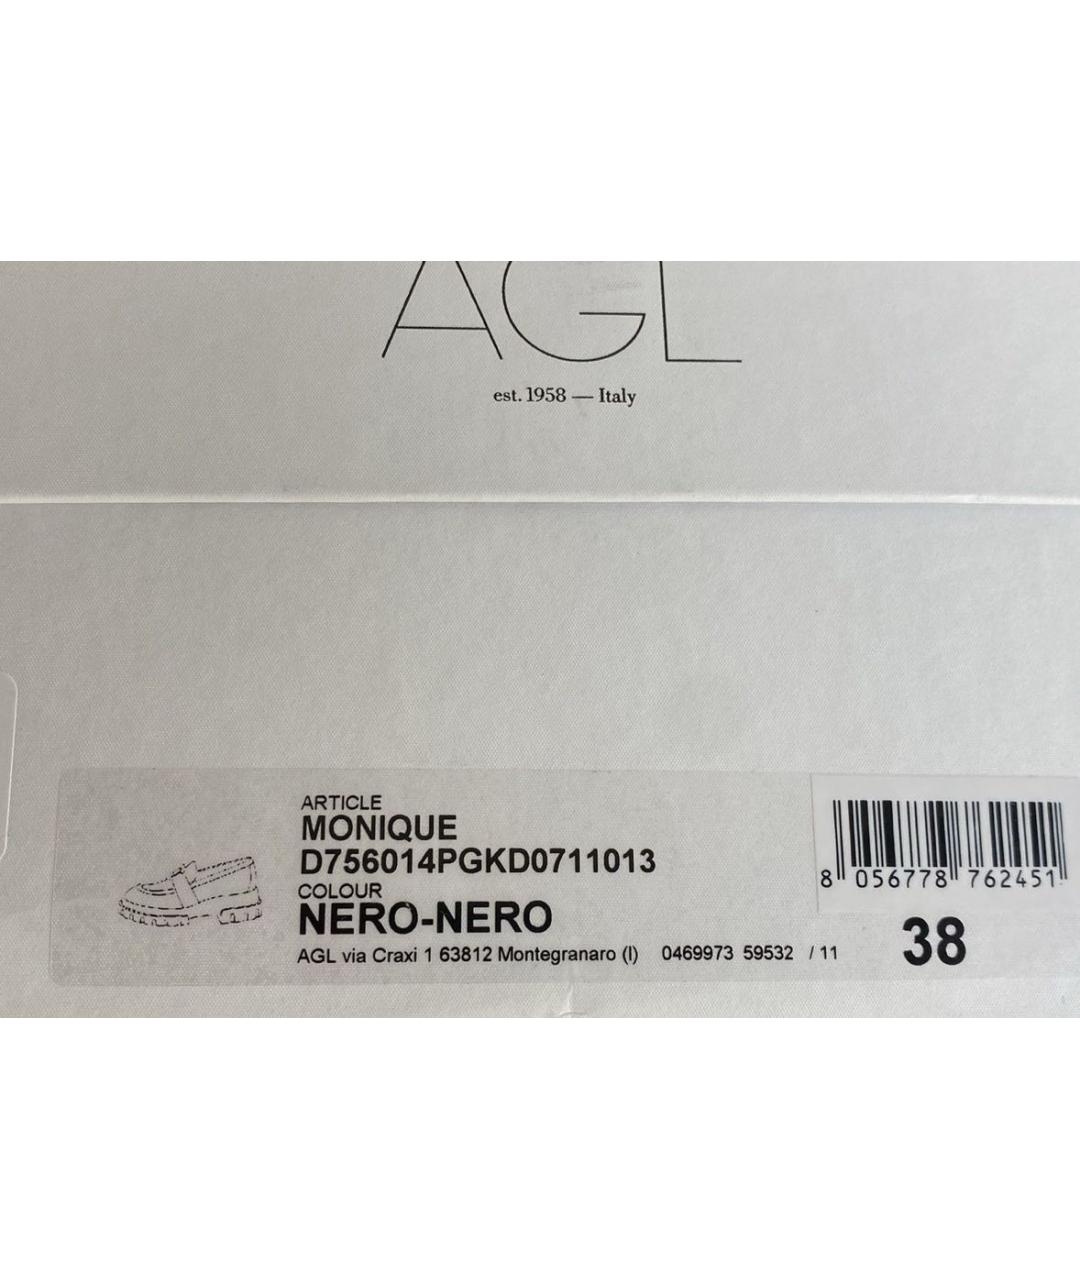 AGL
est. 1958 — Italy
ARTICLE
MONIQUE
D756014PGKD0711013
COLOUR
NERO-NERO
AGL via Craxi 1 63812 Montegranaro (I) 0469973 59532 / 11
8 056778 762451
38